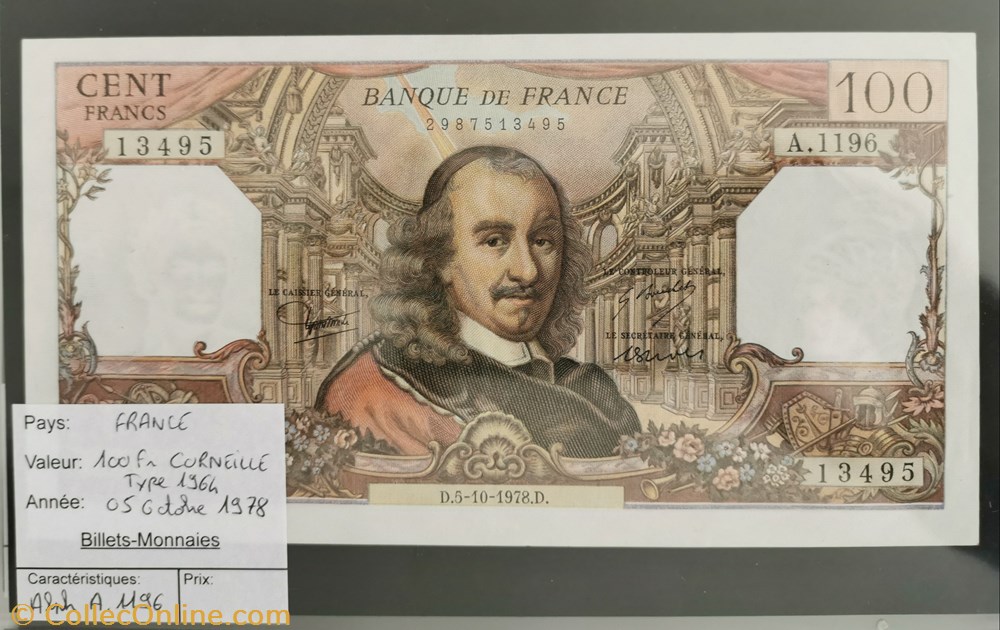 CENT
FRANCS
BANQUE DE FRANCE
100
2987513495
13495
A.1196
LE CAISSIER GÉNÉRAL,
LE CONTROLEUR GÉNÉRAL,
LE SECRÉTAIRE GÉNÉRAL,
13495
D.5-10-1978.D.
Pays: FRANCE
Valeur: 100 Fr CORNEILLE
Type 1964
Année: 05 Octobre 1978
Billets-Monnaies
Caractéristiques: Prix:
Alph A.1196
© CollecOnline.com